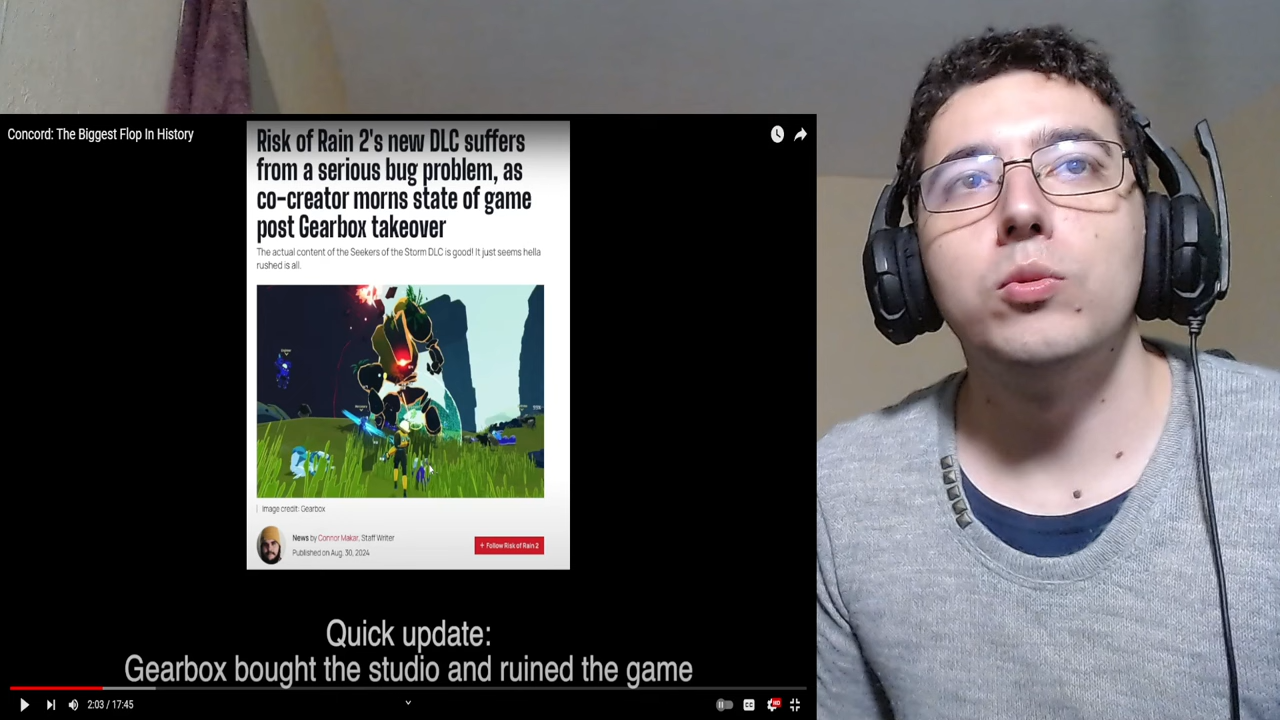 Concord: The Biggest Flop In History
Risk of Rain 2's new DLC suffers
from a serious bug problem, as
co-creator morns state of game
post Gearbox takeover
The actual content of the Seekers of the Storm DLC is good! It just seems hella
rushed is all.
Image credit: Gearbox
News by Connor Makar, Staff Writer
Published on Aug. 30, 2024
+ Follow Risk of Rain 2
Quick update:
Gearbox bought the studio and ruined the game
2:03 / 17:45
CC
HD